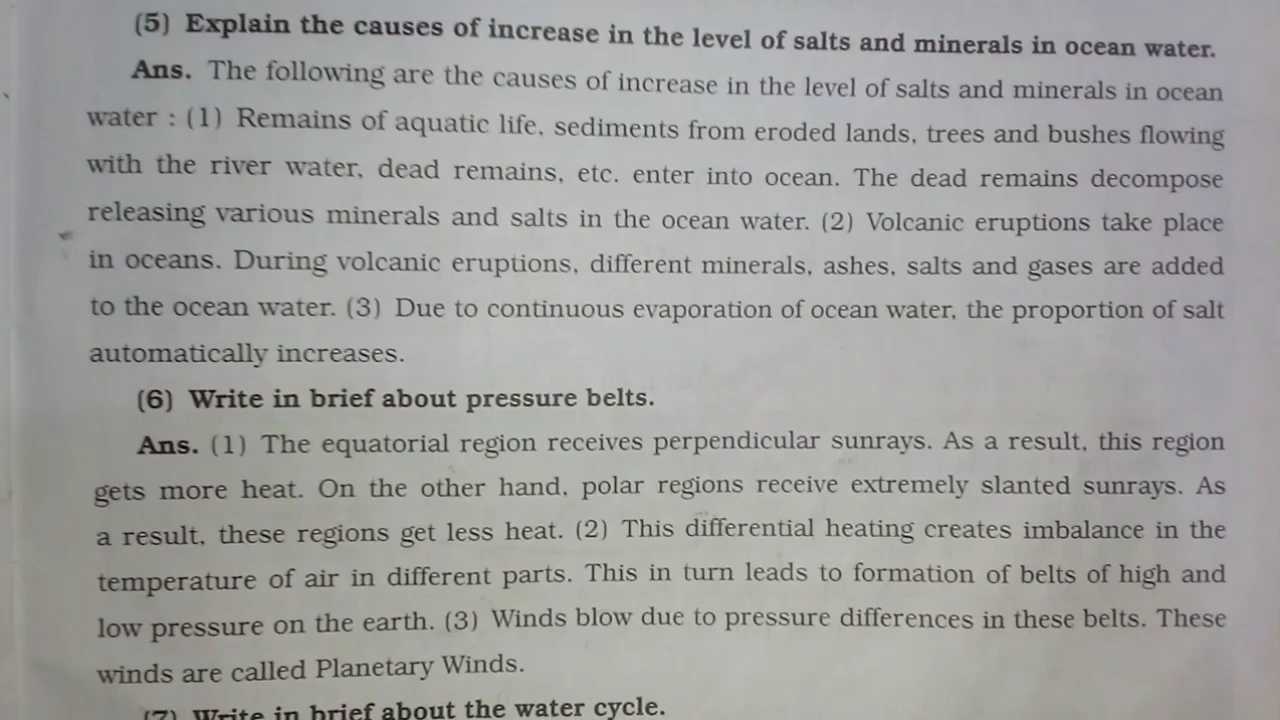 (5) Explain the causes of increase in the level of salts and minerals in ocean water.
Ans. The following are the causes of increase in the level of salts and minerals in ocean
water : (1) Remains of aquatic life, sediments from eroded lands, trees and bushes flowing
with the river water, dead remains, etc. enter into ocean. The dead remains decompose
releasing various minerals and salts in the ocean water. (2) Volcanic eruptions take place
in oceans. During volcanic eruptions, different minerals, ashes, salts and gases are added
to the ocean water. (3) Due to continuous evaporation of ocean water, the proportion of salt
automatically increases.
(6) Write in brief about pressure belts.
Ans. (1) The equatorial region receives perpendicular sunrays. As a result, this region
gets more heat. On the other hand, polar regions receive extremely slanted sunrays. As
a result, these regions get less heat. (2) This differential heating creates imbalance in the
temperature of air in different parts. This in turn leads to formation of belts of high and
low pressure on the earth. (3) Winds blow due to pressure differences in these belts. These
winds are called Planetary Winds.
(7) Write in brief about the water cycle.